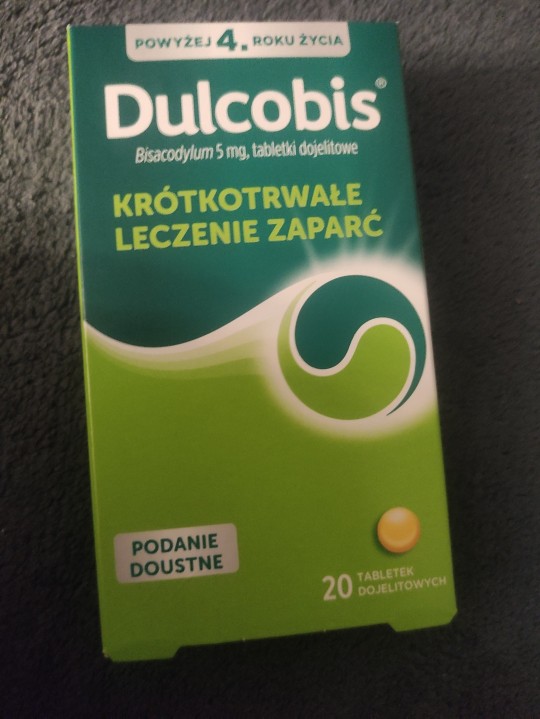 POWYŻEJ 4. ROKU ŻYCIA
Dulcobis®
Bisacodylum 5 mg, tabletki dojelitowe
KRÓTKOTRWAŁE
LECZENIE ZAPARĆ
PODANIE
DOUSTNE
20 TABLETEK
DOJELITOWYCH